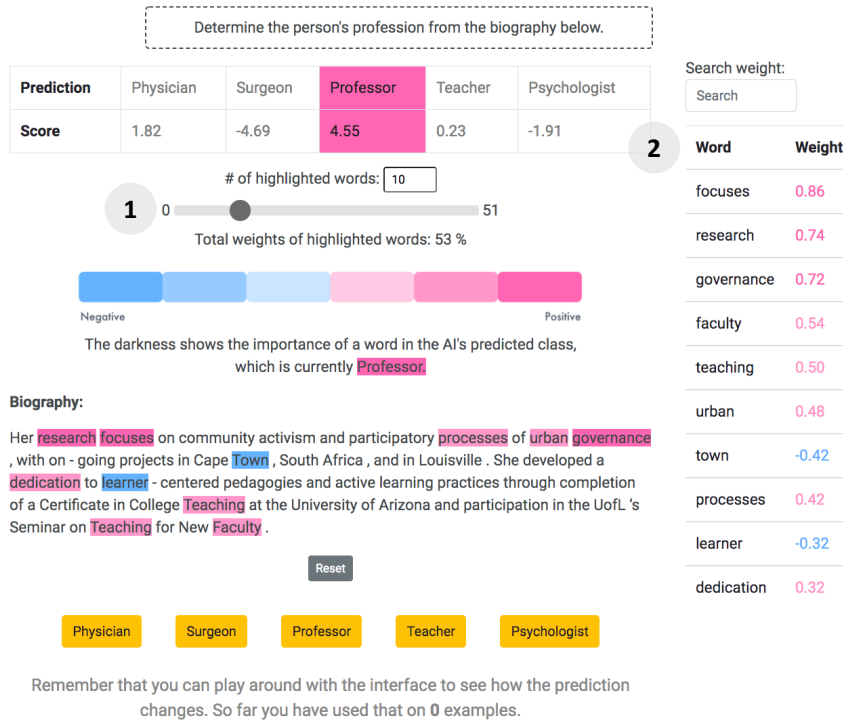 Determine the person's profession from the biography below.
Prediction Physician Surgeon Professor Teacher Psychologist
Score 1.82 -4.69 4.55 0.23 -1.91
# of highlighted words: 10
1 0 51
Total weights of highlighted words: 53 %
Negative Positive
The darkness shows the importance of a word in the AI's predicted class,
which is currently Professor.
Biography:
Her research focuses on community activism and participatory processes of urban governance
, with on - going projects in Cape Town , South Africa , and in Louisville . She developed a
dedication to learner - centered pedagogies and active learning practices through completion
of a Certificate in College Teaching at the University of Arizona and participation in the UofL 's
Seminar on Teaching for New Faculty .
Reset
Physician Surgeon Professor Teacher Psychologist
Remember that you can play around with the interface to see how the prediction
changes. So far you have used that on 0 examples.
Search weight:
Search
2 Word Weight
focuses 0.86
research 0.74
governance 0.72
faculty 0.54
teaching 0.50
urban 0.48
town -0.42
processes 0.42
learner -0.32
dedication 0.32